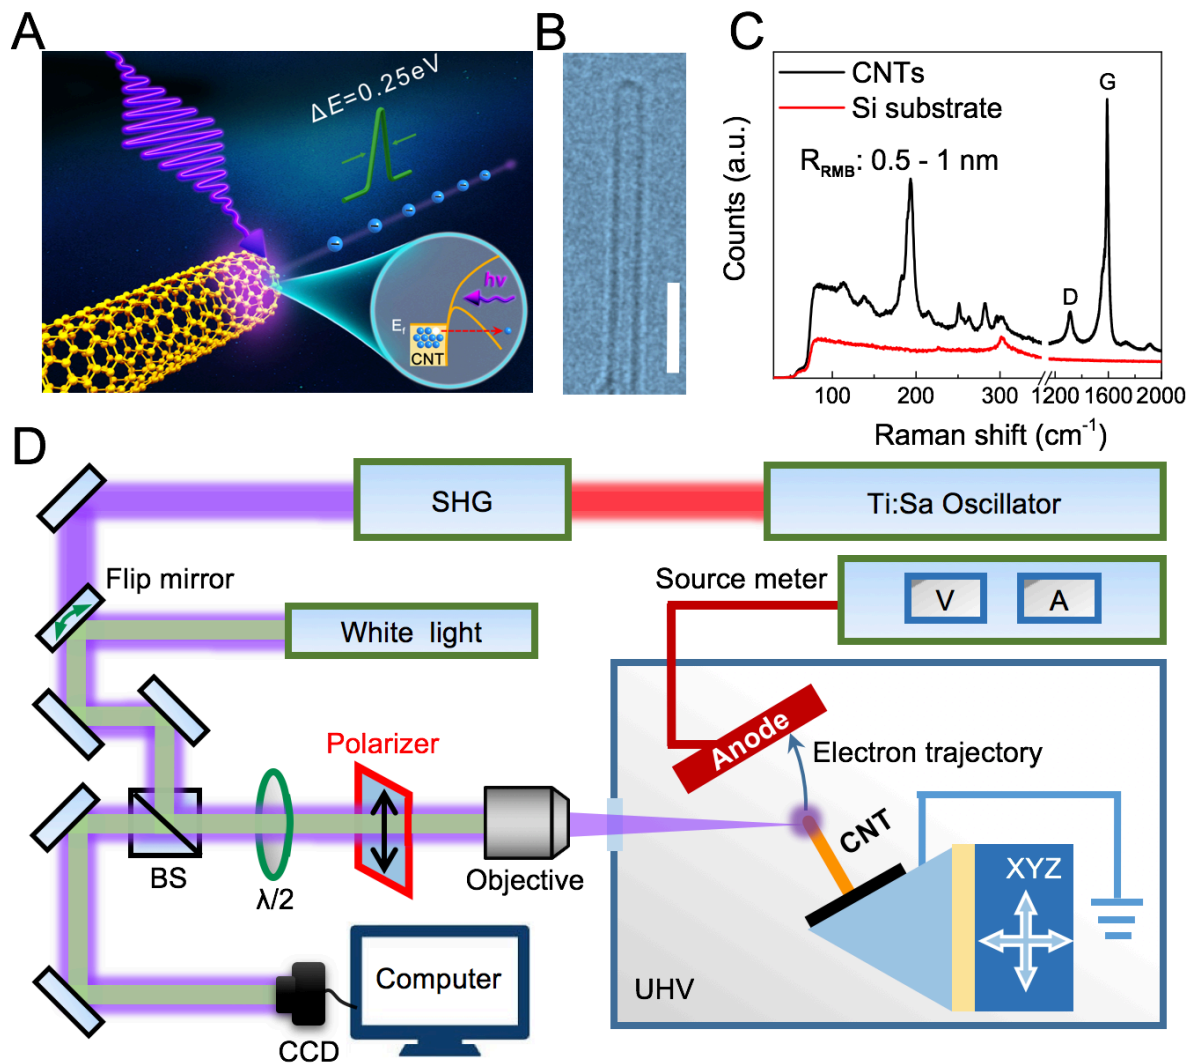 A
B
C
ΔE=0.25eV
hν
E_f
CNT
CNTs
Si substrate
R_RMB: 0.5 - 1 nm
G
D
Counts (a.u.)
100 200 300 1200 1600 2000
Raman shift (cm⁻¹)
D
SHG
Ti:Sa Oscillator
Flip mirror
Source meter
V A
White light
Polarizer
Anode
Electron trajectory
CNT
BS
λ/2
Objective
XYZ
Computer
UHV
CCD